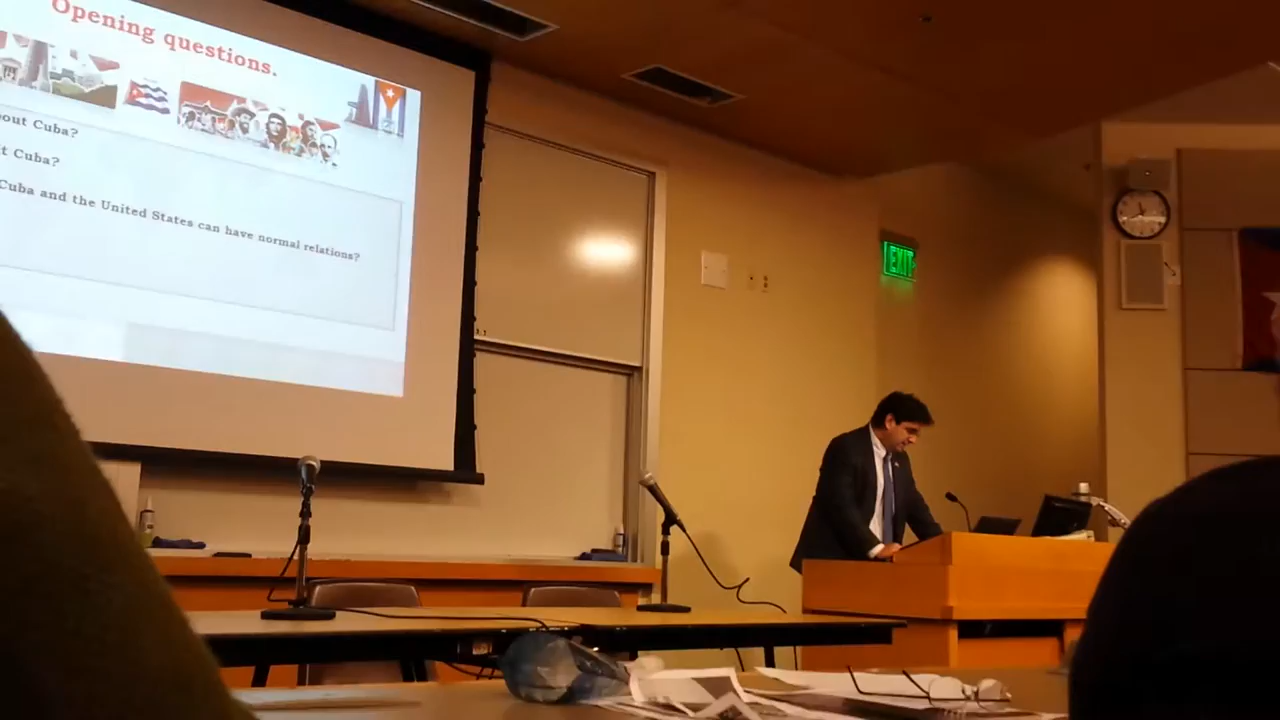 Opening questions.
out Cuba?
t Cuba?
Cuba and the United States can have normal relations?
EXIT